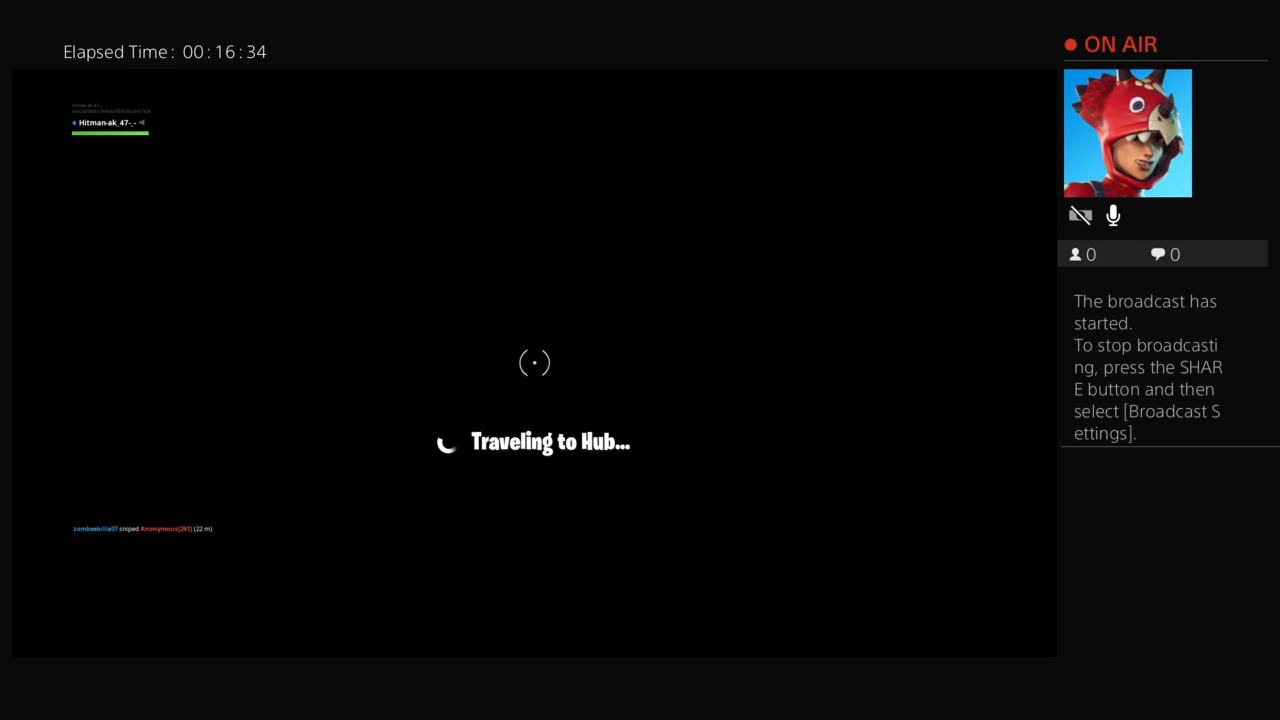 Elapsed Time: 00:16:34
ON AIR
Hitman-ak_47-_-
0
0
The broadcast has
started.
To stop broadcasti
ng, press the SHAR
E button and then
select [Broadcast S
ettings].
Traveling to Hub...
zombeekilla07 sniped Anonymous[261] (22 m)